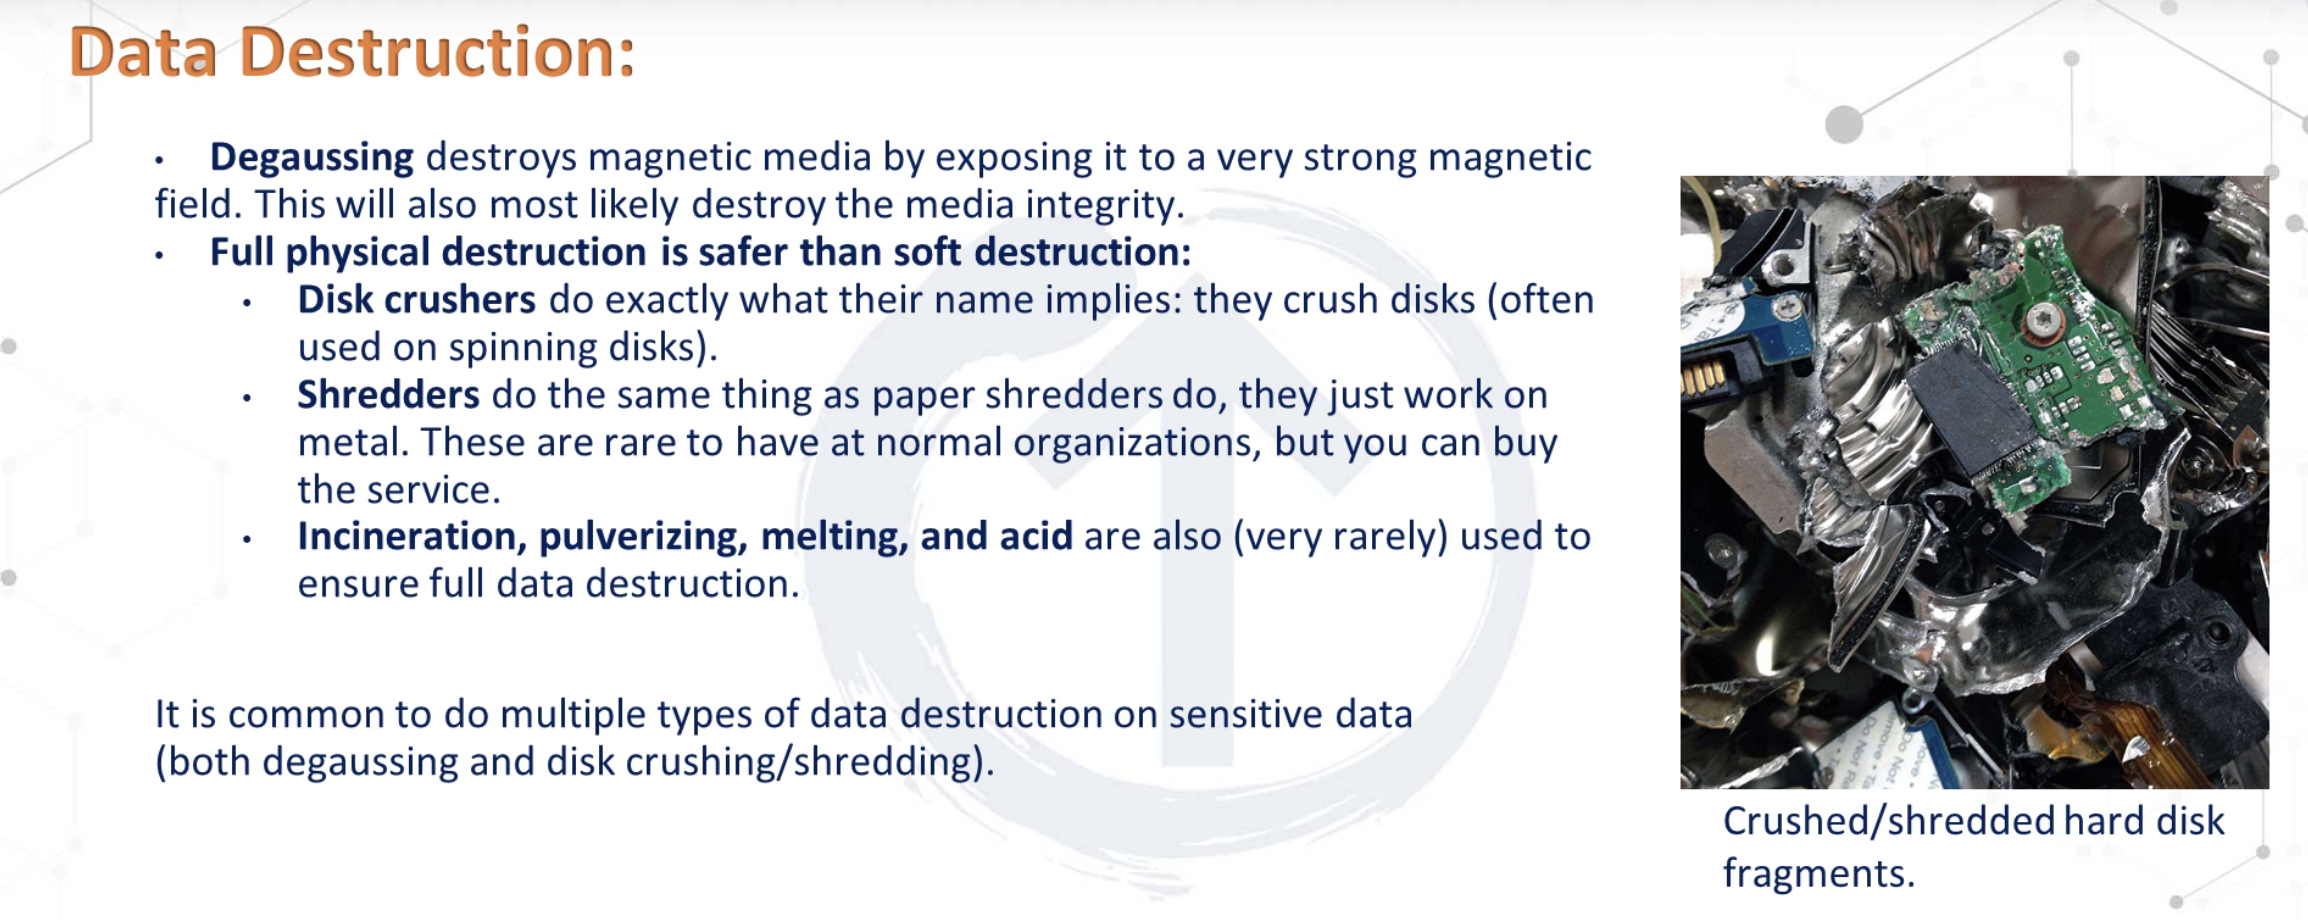 Data Destruction:
• Degaussing destroys magnetic media by exposing it to a very strong magnetic
field. This will also most likely destroy the media integrity.
• Full physical destruction is safer than soft destruction:
• Disk crushers do exactly what their name implies: they crush disks (often
used on spinning disks).
• Shredders do the same thing as paper shredders do, they just work on
metal. These are rare to have at normal organizations, but you can buy
the service.
• Incineration, pulverizing, melting, and acid are also (very rarely) used to
ensure full data destruction.
It is common to do multiple types of data destruction on sensitive data
(both degaussing and disk crushing/shredding).
Do Not
Crushed/shredded hard disk
fragments.